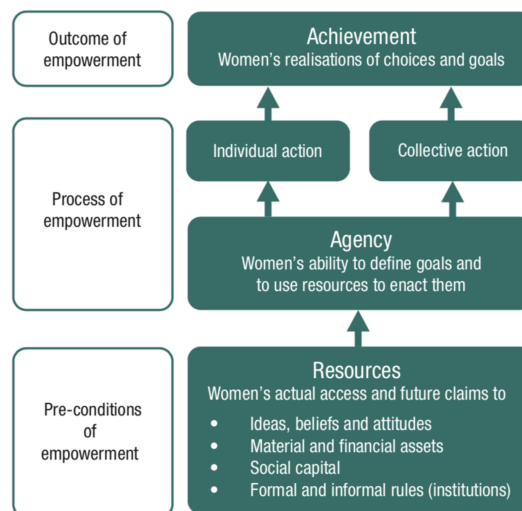 Outcome of
empowerment
Achievement
Women's realisations of choices and goals
Process of
empowerment
Individual action
Collective action
Agency
Women's ability to define goals and
to use resources to enact them
Pre-conditions
of
empowerment
Resources
Women's actual access and future claims to
• Ideas, beliefs and attitudes
• Material and financial assets
• Social capital
• Formal and informal rules (institutions)